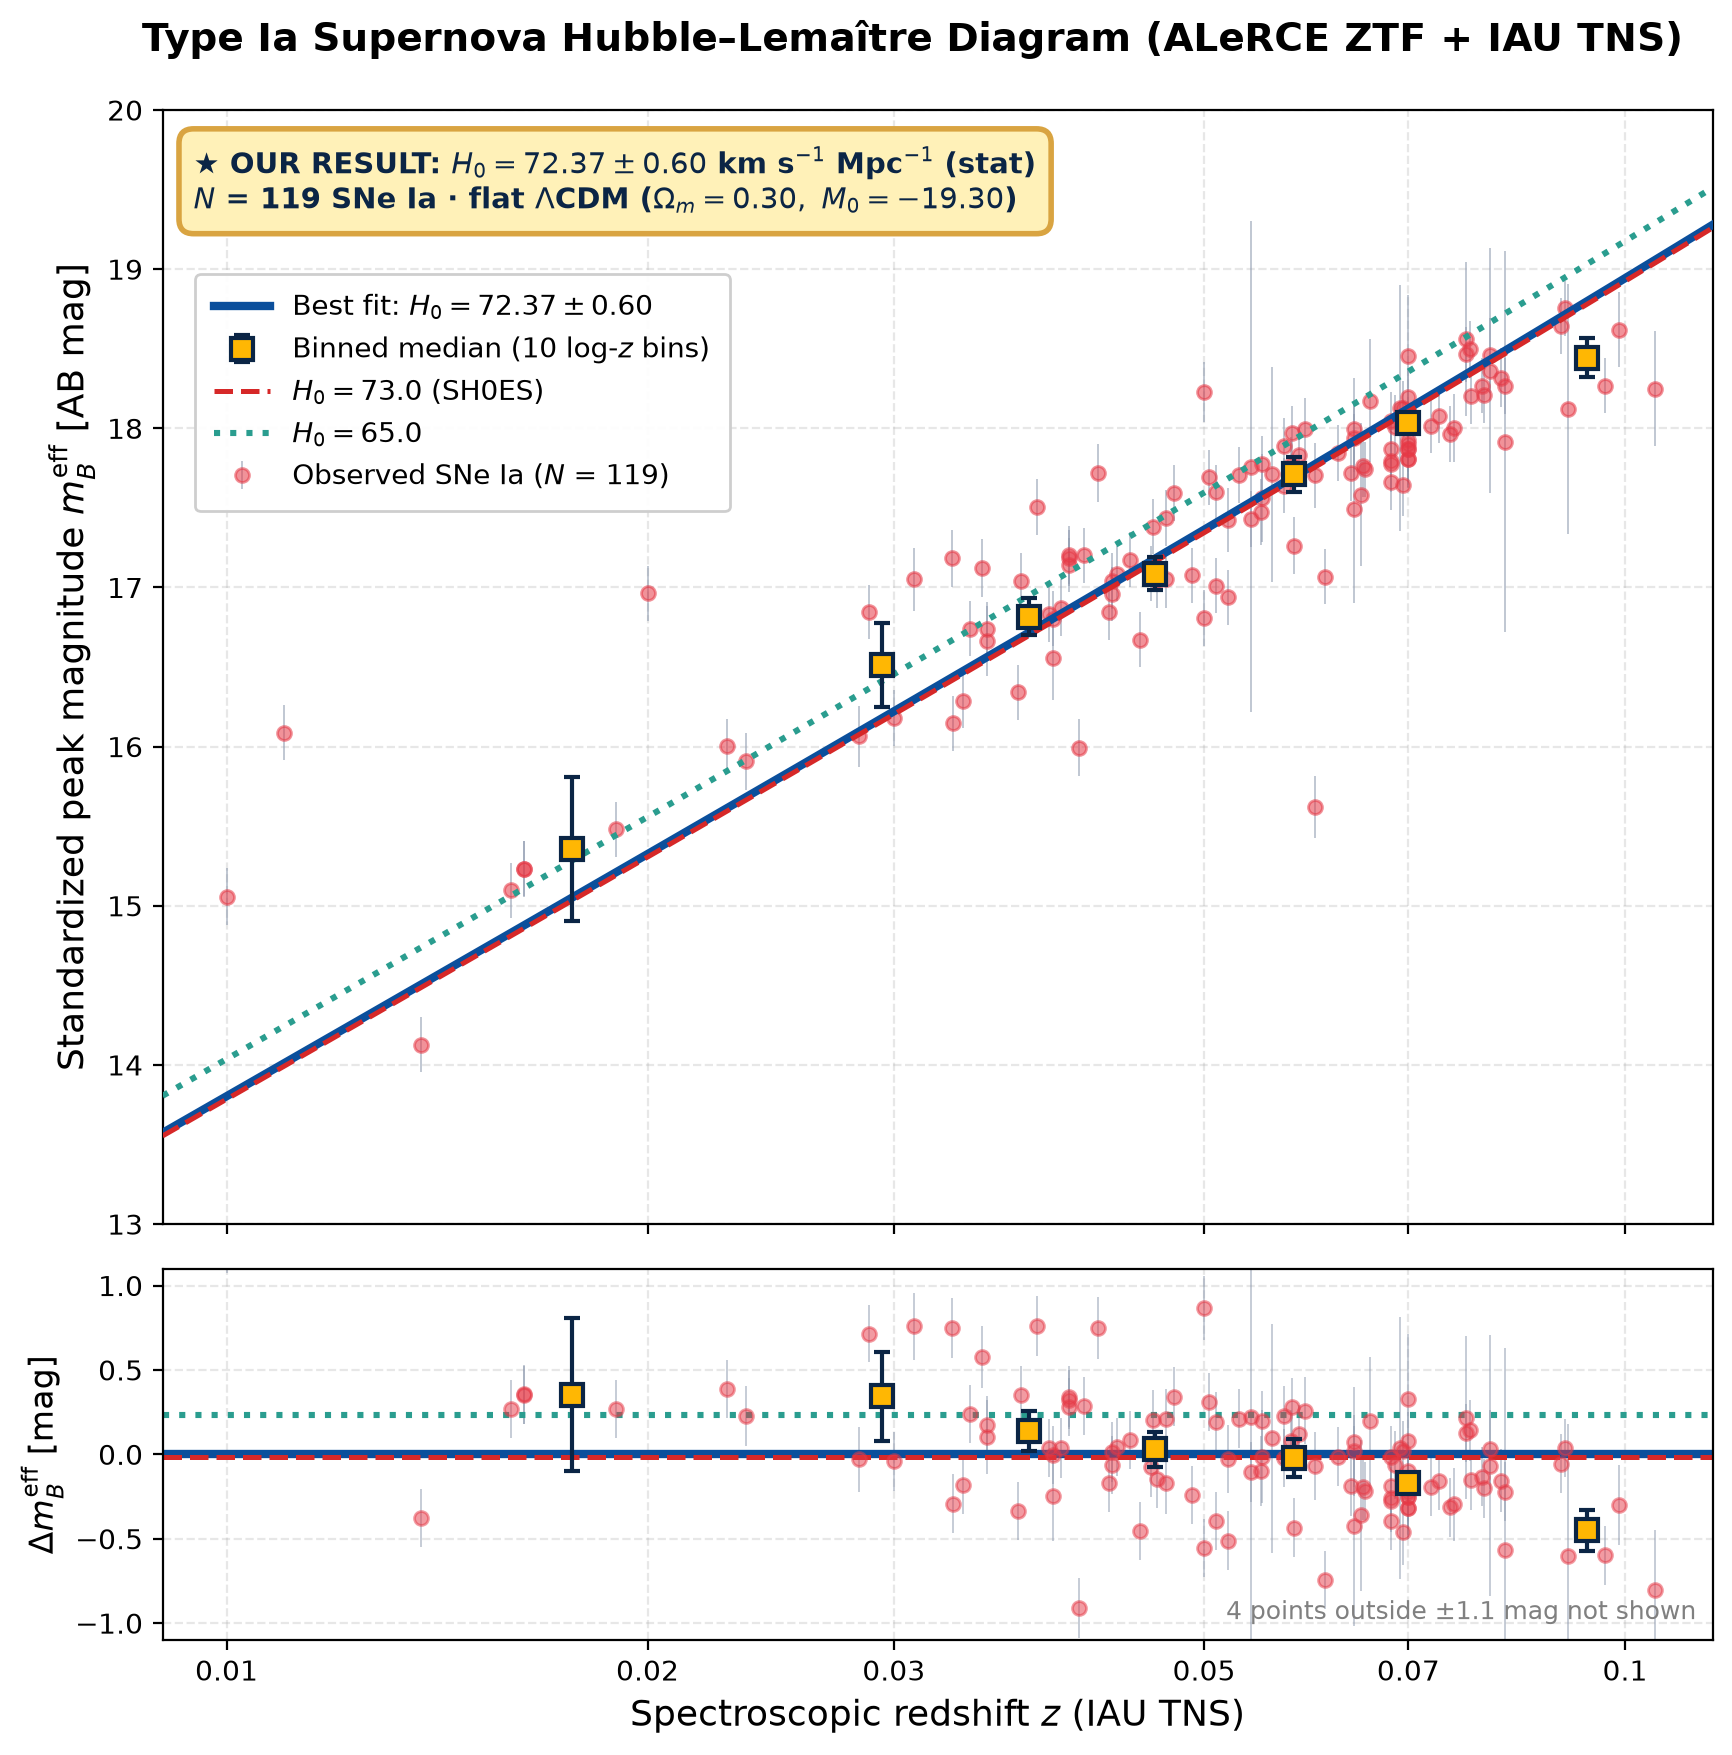 Type Ia Supernova Hubble–Lemaître Diagram (ALeRCE ZTF + IAU TNS)
★ OUR RESULT: H₀ = 72.37 ± 0.60 km s⁻¹ Mpc⁻¹ (stat)
N = 119 SNe Ia · flat ΛCDM (Ωₘ = 0.30, M₀ = −19.30)
Best fit: H₀ = 72.37 ± 0.60
Binned median (10 log-z bins)
H₀ = 73.0 (SH0ES)
H₀ = 65.0
Observed SNe Ia (N = 119)
Standardized peak magnitude m_B^eff [AB mag]
20
19
18
17
16
15
14
13
Δm_B^eff [mag]
1.0
0.5
0.0
−0.5
−1.0
4 points outside ±1.1 mag not shown
0.01
0.02
0.03
0.05
0.07
0.1
Spectroscopic redshift z (IAU TNS)